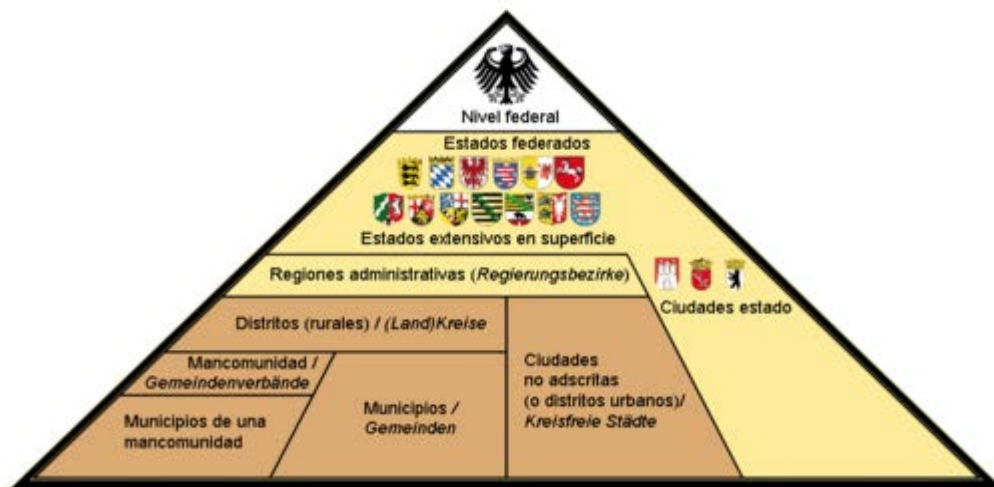 Nivel federal
Estados federados
Estados extensivos en superficie
Regiones administrativas (Regierungsbezirke)
Ciudades estado
Distritos (rurales) / (Land)Kreise
Mancomunidad /
Gemeindenverbände
Municipios de una
mancomunidad
Municipios /
Gemeinden
Ciudades
no adscritas
(o distritos urbanos)/
Kreisfreie Städte